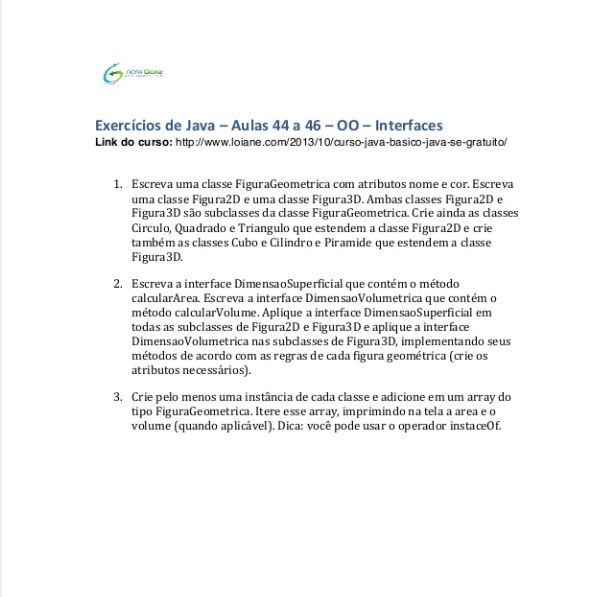 Loiane Groner
Exercícios de Java – Aulas 44 a 46 – OO – Interfaces
Link do curso: http://www.loiane.com/2013/10/curso-java-basico-java-se-gratuito/
1. Escreva uma classe FiguraGeometrica com atributos nome e cor. Escreva
uma classe Figura2D e uma classe Figura3D. Ambas classes Figura2D e
Figura3D são subclasses da classe FiguraGeometrica. Crie ainda as classes
Circulo, Quadrado e Triangulo que estendem a classe Figura2D e crie
também as classes Cubo e Cilindro e Piramide que estendem a classe
Figura3D.
2. Escreva a interface DimensaoSuperficial que contém o método
calcularArea. Escreva a interface DimensaoVolumetrica que contém o
método calcularVolume. Aplique a interface DimensaoSuperficial em
todas as subclasses de Figura2D e Figura3D e aplique a interface
DimensaoVolumetrica nas subclasses de Figura3D, implementando seus
métodos de acordo com as regras de cada figura geométrica (crie os
atributos necessários).
3. Crie pelo menos uma instância de cada classe e adicione em um array do
tipo FiguraGeometrica. Itere esse array, imprimindo na tela a area e o
volume (quando aplicável). Dica: você pode usar o operador instaceOf.